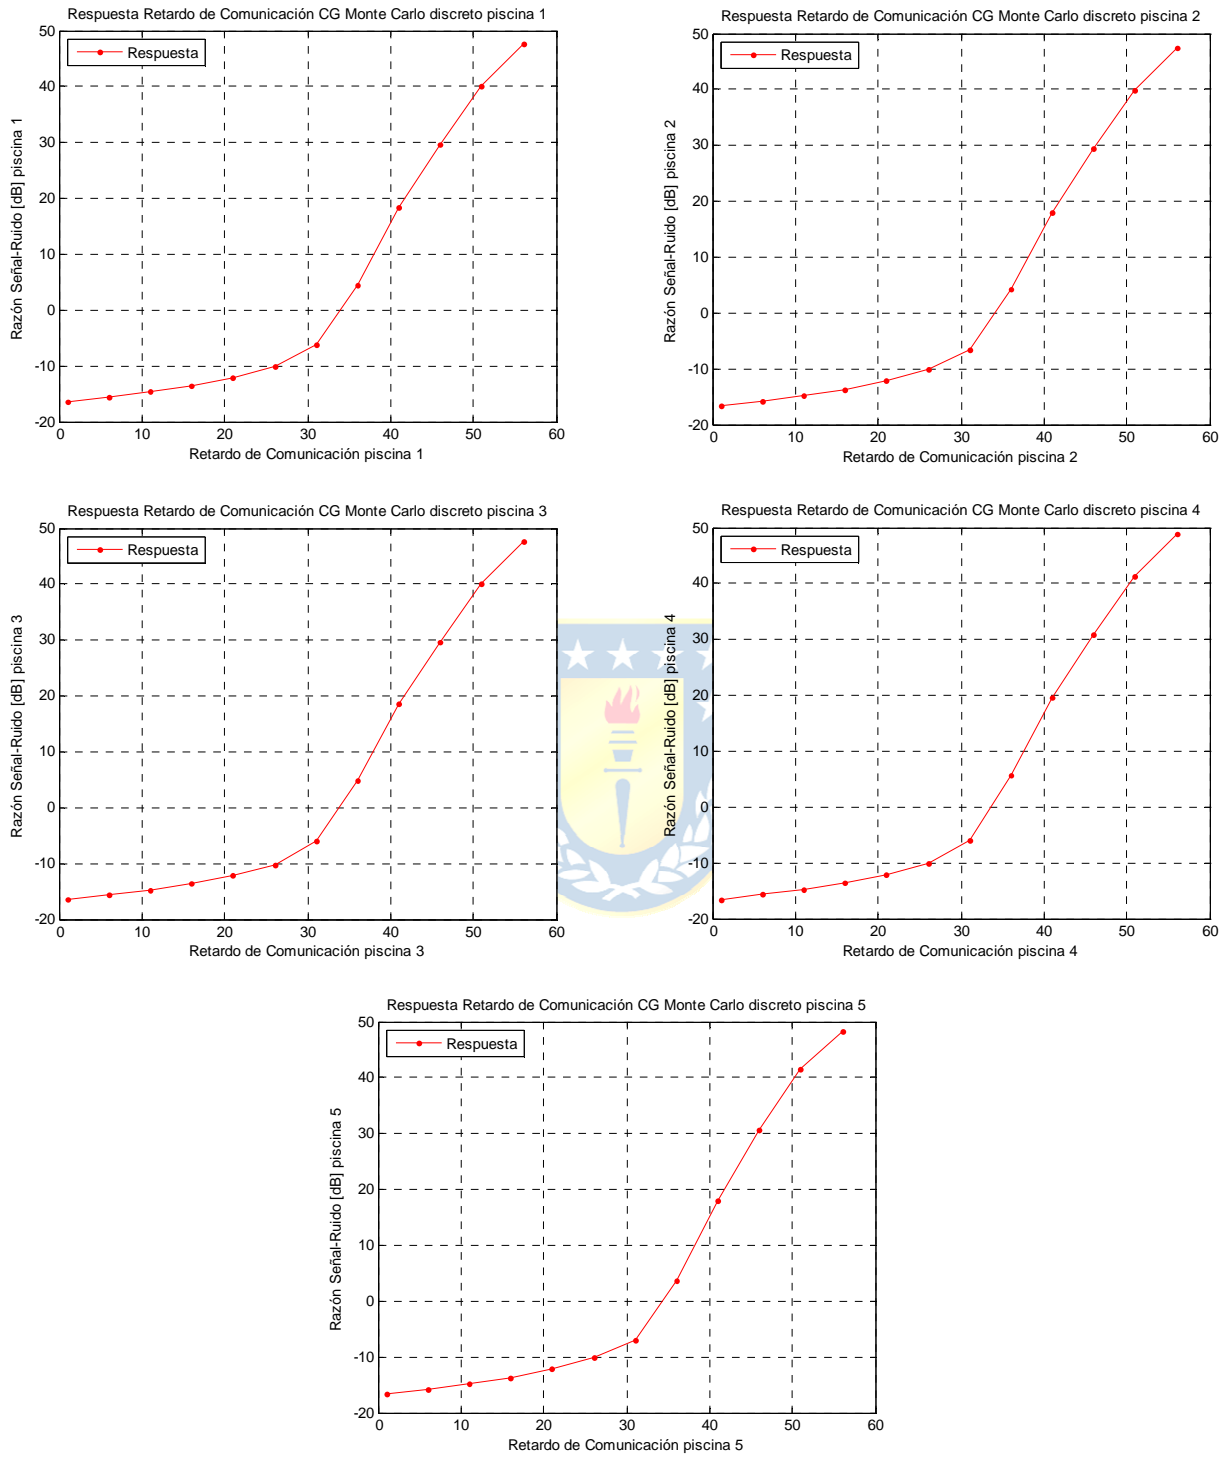 Respuesta Retardo de Comunicación CG Monte Carlo discreto piscina 1
Respuesta
Razón Señal-Ruido [dB] piscina 1
50
40
30
20
10
0
-10
-20
0 10 20 30 40 50 60
Retardo de Comunicación piscina 1
Respuesta Retardo de Comunicación CG Monte Carlo discreto piscina 2
Respuesta
Razón Señal-Ruido [dB] piscina 2
50
40
30
20
10
0
-10
-20
0 10 20 30 40 50 60
Retardo de Comunicación piscina 2
Respuesta Retardo de Comunicación CG Monte Carlo discreto piscina 3
Respuesta
Razón Señal-Ruido [dB] piscina 3
50
40
30
20
10
0
-10
-20
0 10 20 30 40 50 60
Retardo de Comunicación piscina 3
Respuesta Retardo de Comunicación CG Monte Carlo discreto piscina 4
Respuesta
Razón Señal-Ruido [dB] piscina 4
50
40
30
20
10
0
-10
-20
0 10 20 30 40 50 60
Retardo de Comunicación piscina 4
Respuesta Retardo de Comunicación CG Monte Carlo discreto piscina 5
Respuesta
Razón Señal-Ruido [dB] piscina 5
50
40
30
20
10
0
-10
-20
0 10 20 30 40 50 60
Retardo de Comunicación piscina 5